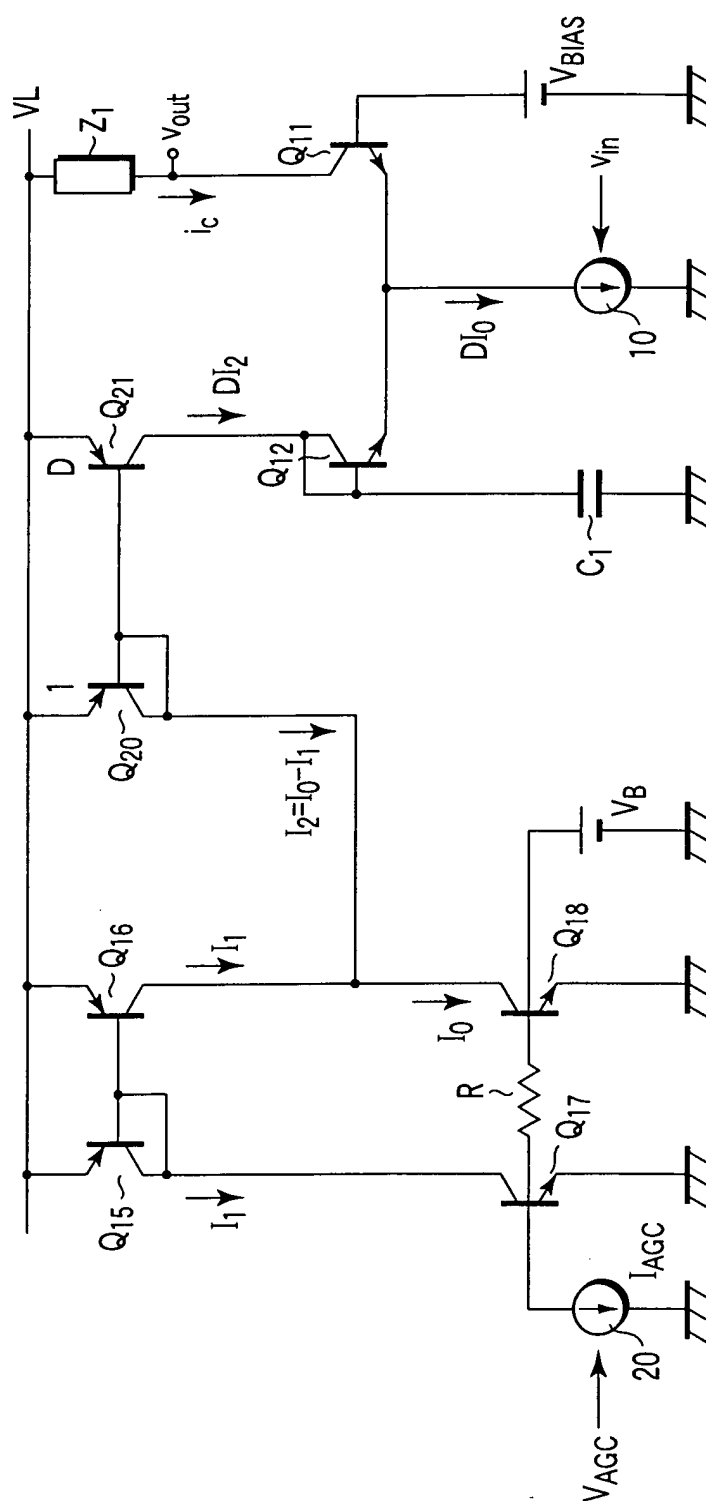 VL
Z1
Vout
ic
Q11
VBIAS
Vin
10
DI0
D
Q21
DI2
Q12
C1
1
Q20
I2=I0-I1
Q16
I1
I0
Q18
VB
R
Q15
I1
Q17
IAGC
20
VAGC